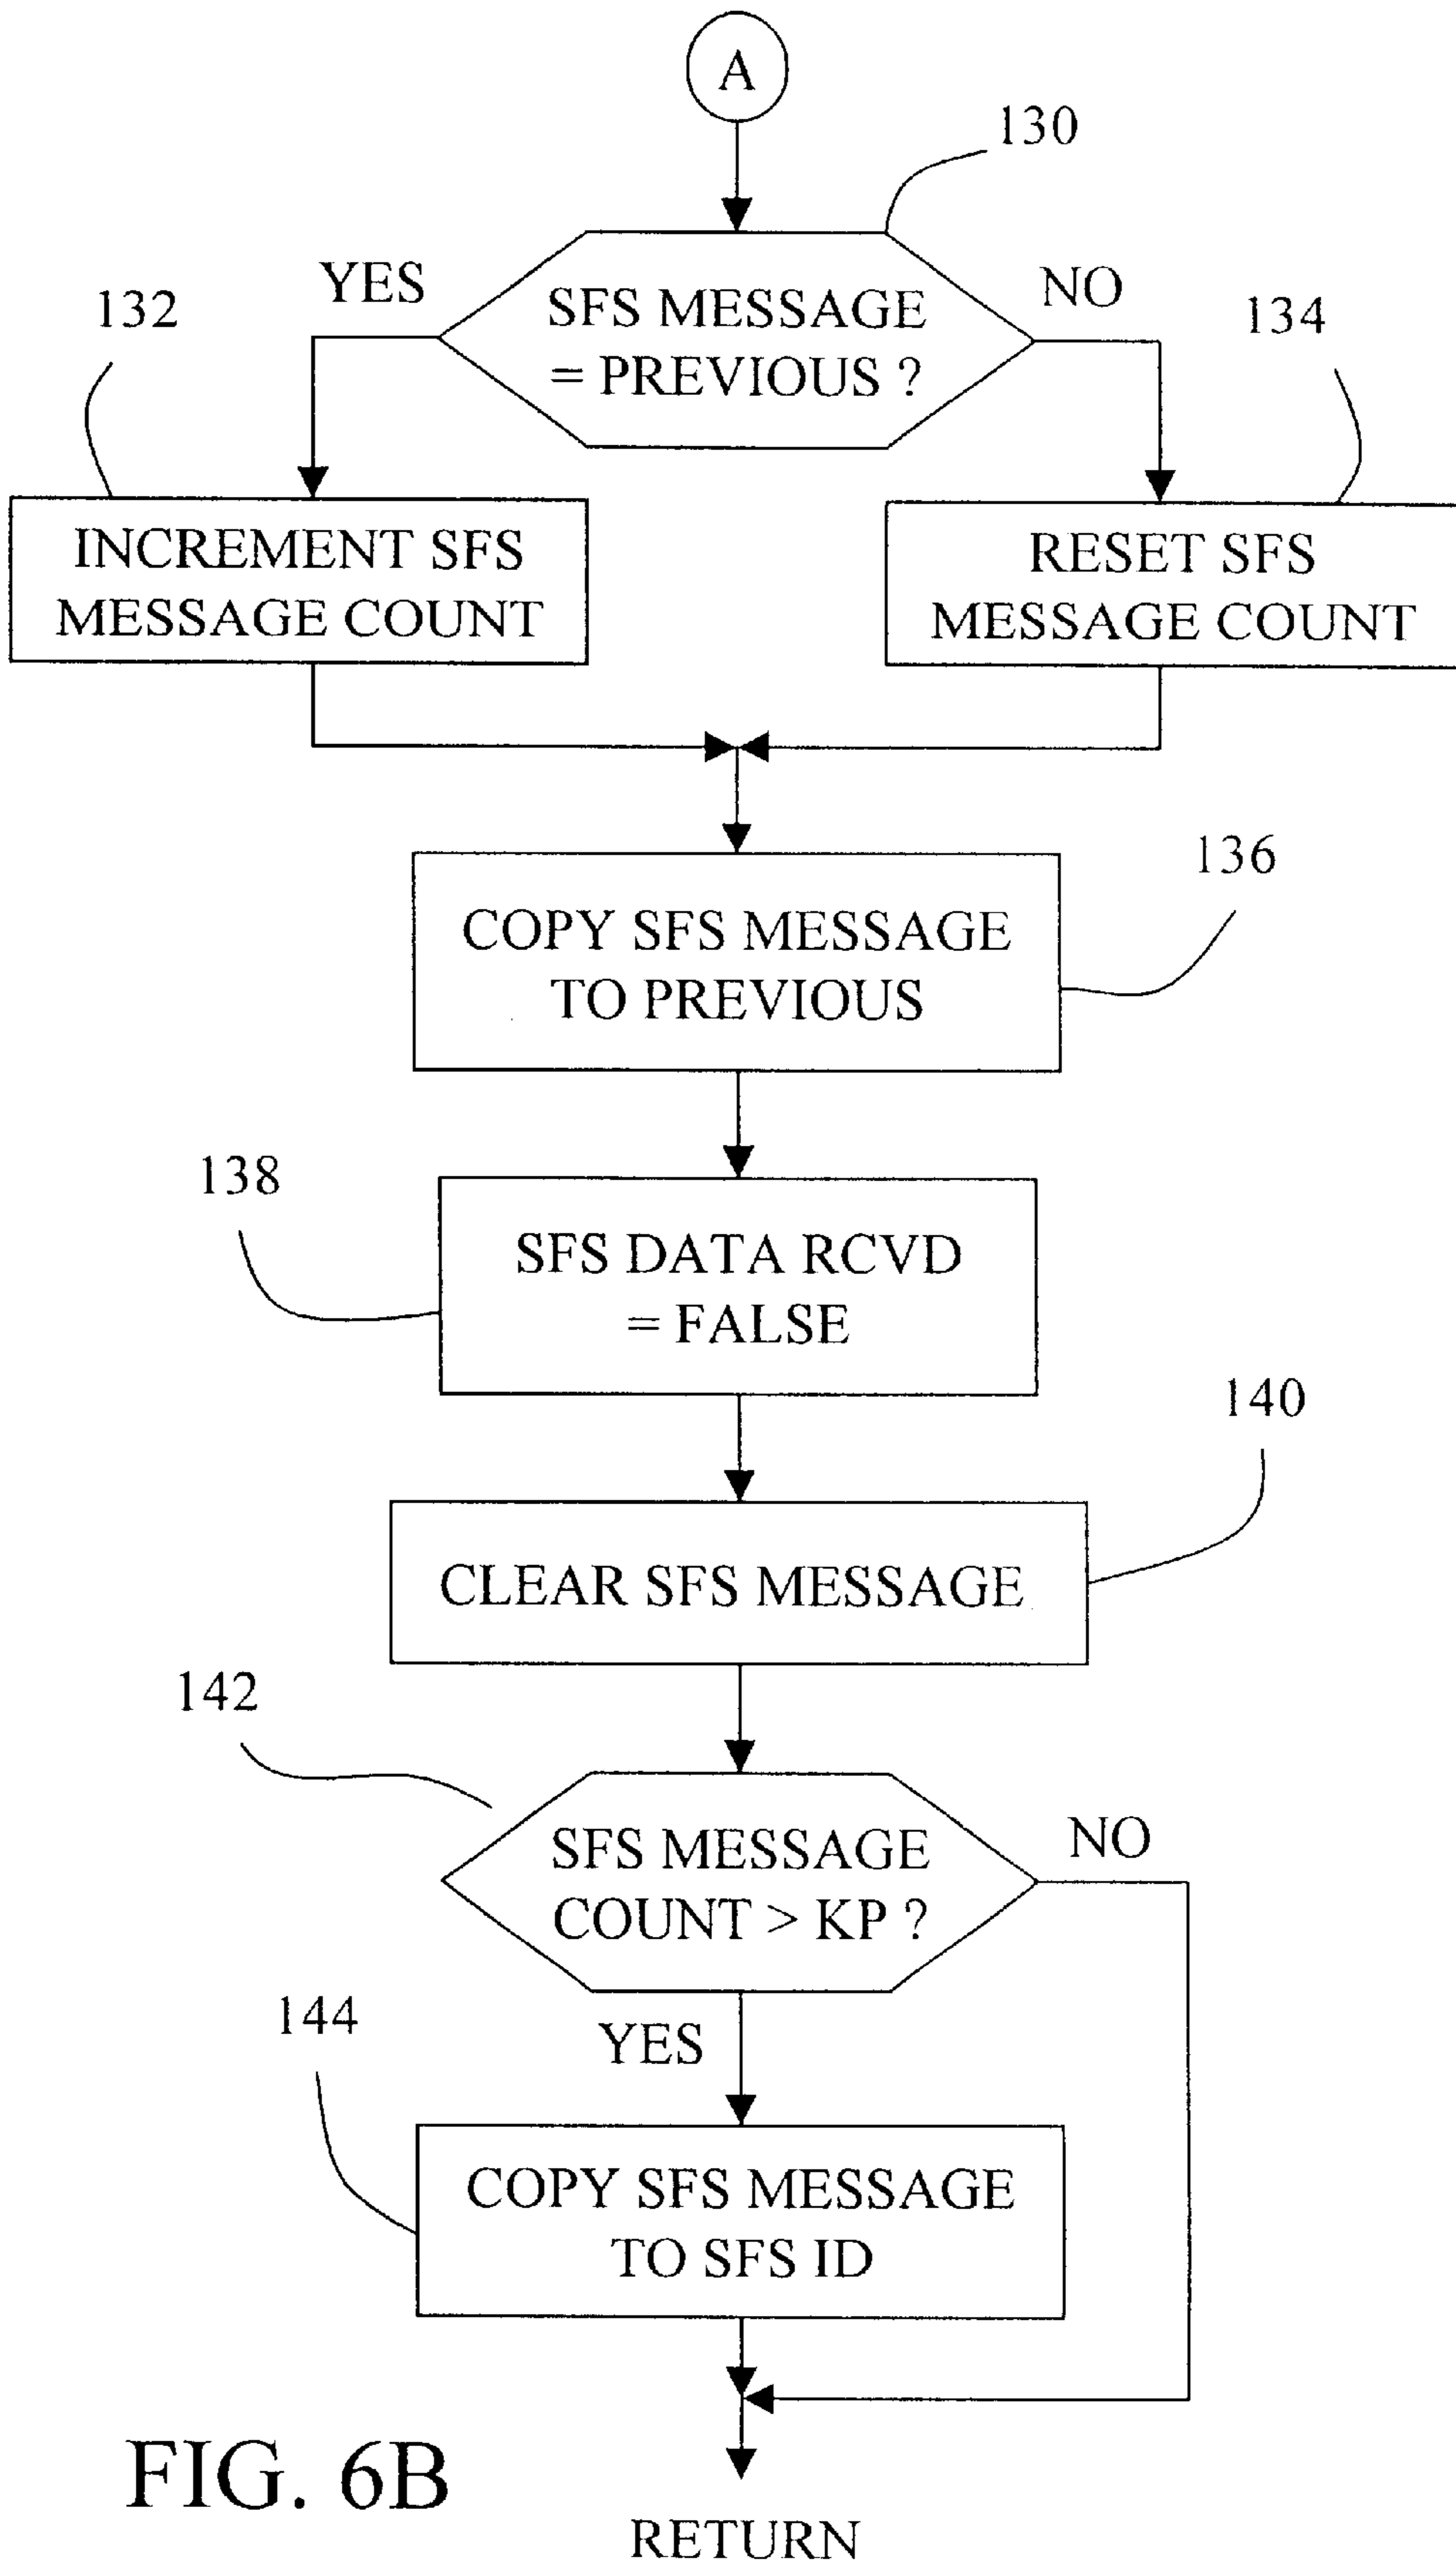 A
130
YES
NO
132
SFS MESSAGE
= PREVIOUS ?
134
INCREMENT SFS
MESSAGE COUNT
RESET SFS
MESSAGE COUNT
136
COPY SFS MESSAGE
TO PREVIOUS
138
SFS DATA RCVD
= FALSE
140
CLEAR SFS MESSAGE
142
SFS MESSAGE
COUNT > KP ?
NO
144
YES
COPY SFS MESSAGE
TO SFS ID
FIG. 6B
RETURN